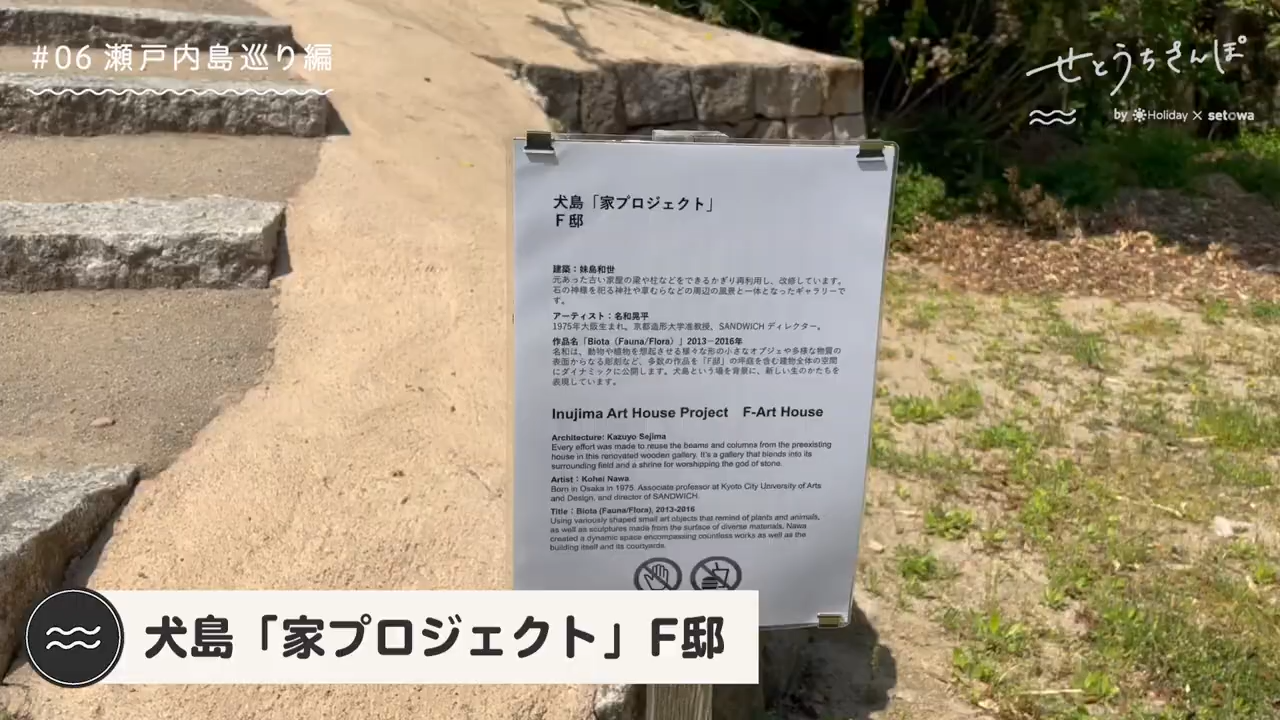 #06 瀬戸内島巡り編
せとうちさんぽ
by Holiday × setowa
犬島「家プロジェクト」
F邸
建築：妹島和世
元あった古い家屋の梁や柱などをできるかぎり再利用し、改修しています。
石の神様を祀る神社や草むらなどの周辺の風景と一体となったギャラリーで
す。
アーティスト：名和晃平
1975年大阪生まれ。京都造形大学准教授、SANDWICH ディレクター。
作品名「Biota（Fauna/Flora）」2013－2016年
名和は、動物や植物を想起させる様々な形の小さなオブジェや多様な物質の
表面からなる彫刻など、多数の作品を「F邸」の坪庭を含む建物全体の空間
にダイナミックに公開します。犬島という場を背景に、新しい生のかたちを
表現しています。
Inujima Art House Project F-Art House
Architecture: Kazuyo Sejima
Every effort was made to reuse the beams and columns from the preexisting
house in this renovated wooden gallery. It's a gallery that blends into its
surrounding field and a shrine for worshipping the god of stone.
Artist：Kohei Nawa
Born in Osaka in 1975. Associate professor at Kyoto City University of Arts
and Design, and director of SANDWICH.
Title：Biota (Fauna/Flora), 2013-2016
Using variously shaped small art objects that remind of plants and animals,
as well as sculptures made from the surface of diverse materials, Nawa
created a dynamic space encompassing countless works as well as the
building itself and its courtyards.
犬島「家プロジェクト」F邸